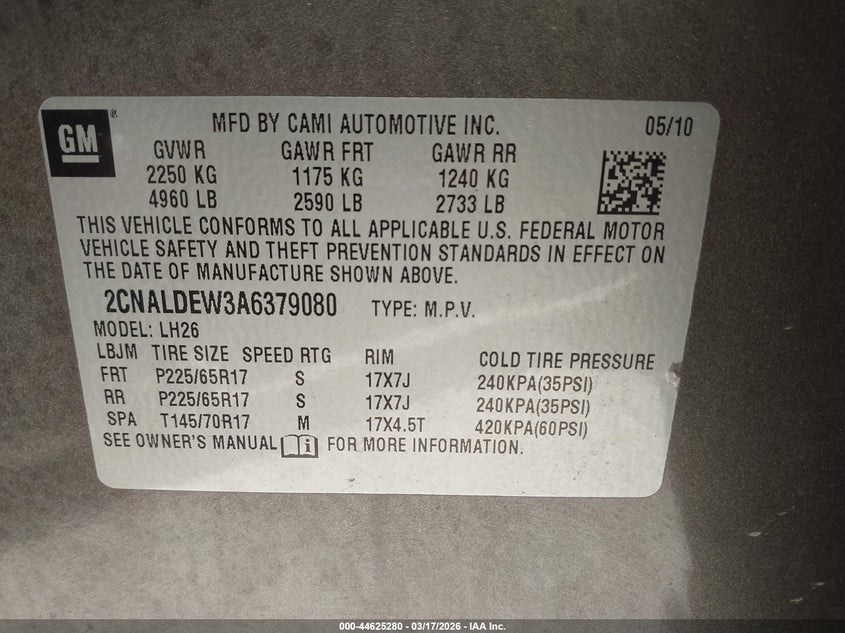 GM ®
MFD BY CAMI AUTOMOTIVE INC. 05/10
GVWR GAWR FRT GAWR RR
2250 KG 1175 KG 1240 KG
4960 LB 2590 LB 2733 LB
THIS VEHICLE CONFORMS TO ALL APPLICABLE U.S. FEDERAL MOTOR
VEHICLE SAFETY AND THEFT PREVENTION STANDARDS IN EFFECT ON
THE DATE OF MANUFACTURE SHOWN ABOVE.
2CNALDEW3A6379080 TYPE: M.P.V.
MODEL: LH26
LBJM TIRE SIZE SPEED RTG RIM COLD TIRE PRESSURE
FRT P225/65R17 S 17X7J 240KPA(35PSI)
RR P225/65R17 S 17X7J 240KPA(35PSI)
SPA T145/70R17 M 17X4.5T 420KPA(60PSI)
SEE OWNER'S MANUAL i FOR MORE INFORMATION.
000-44625280 - 03/17/2026 - IAA Inc.